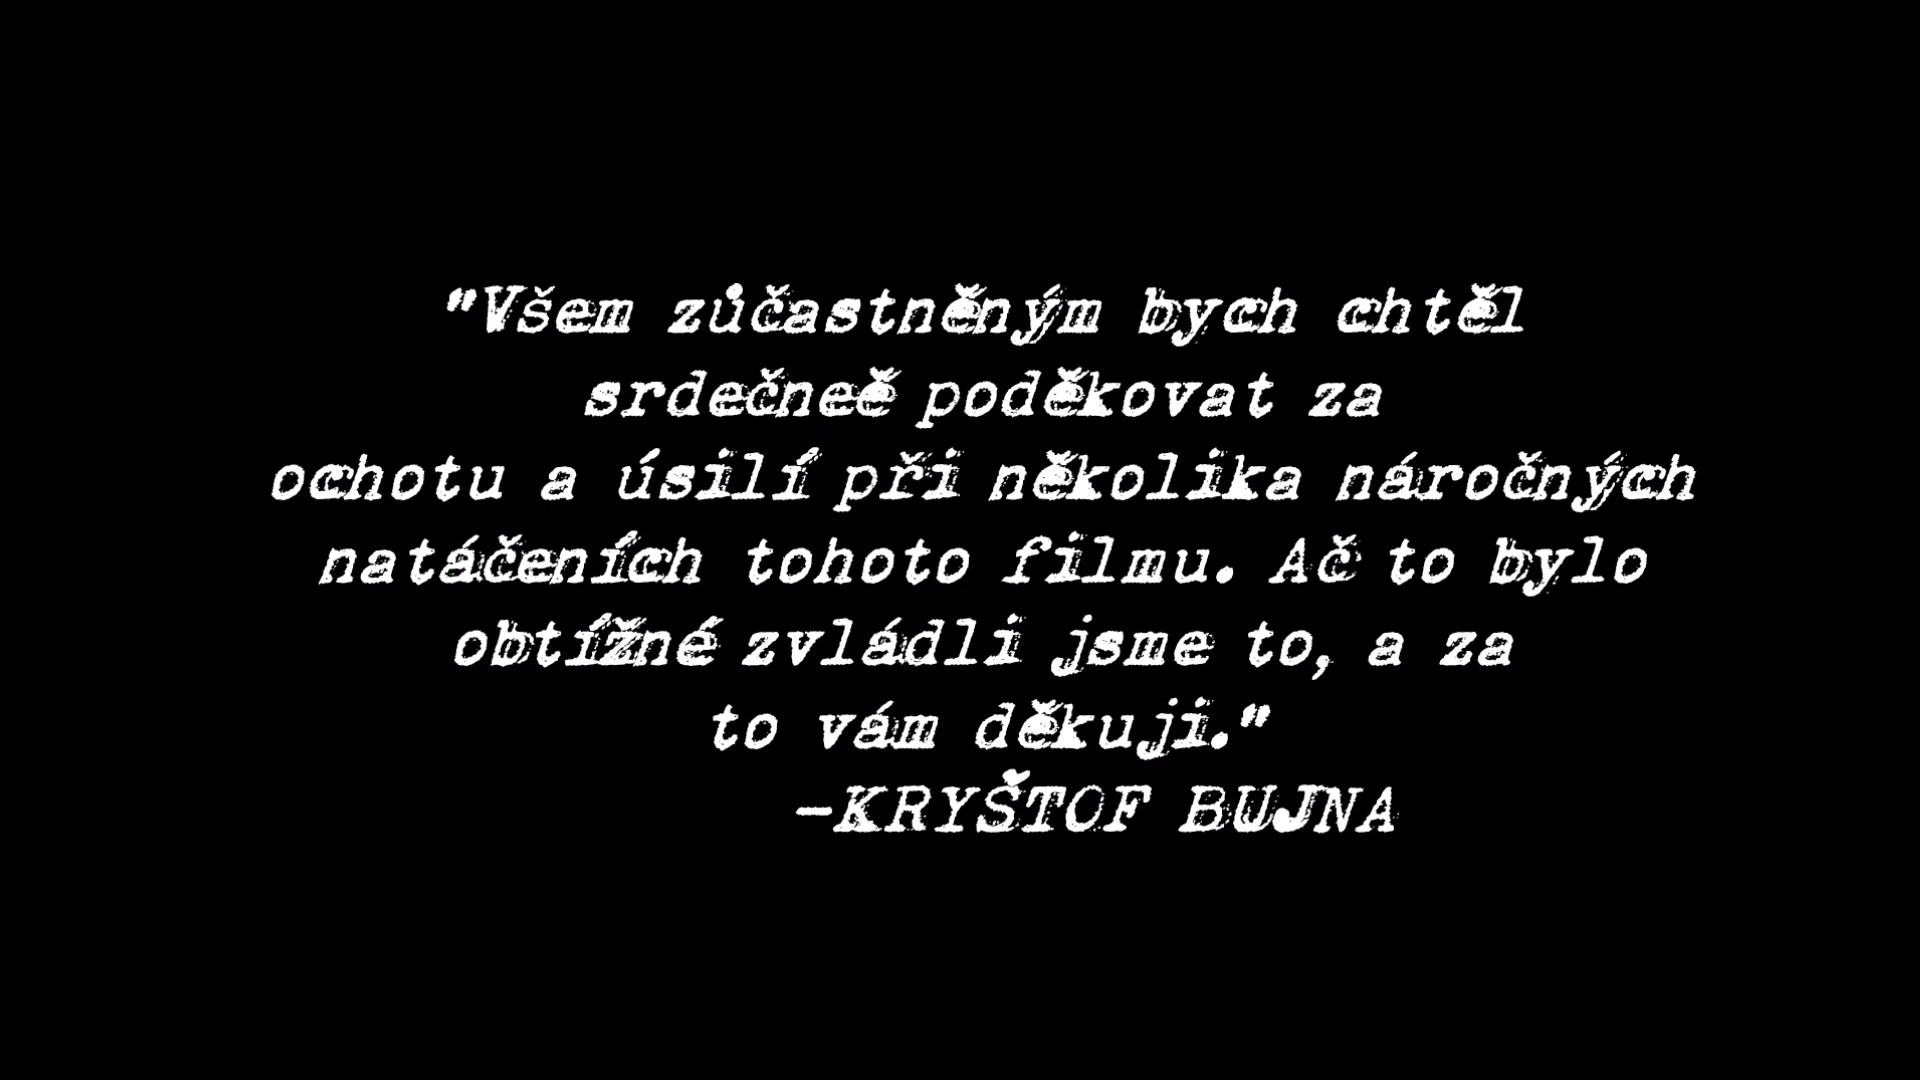 "Všem zůčastněným bych chtěl
srdečneě poděkovat za
ochotu a úsilí při několika náročných
natáčeních tohoto filmu. Ač to bylo
obtížné zvládli jsme to, a za
to vám děkuji."
-KRYŠTOF BUJNA